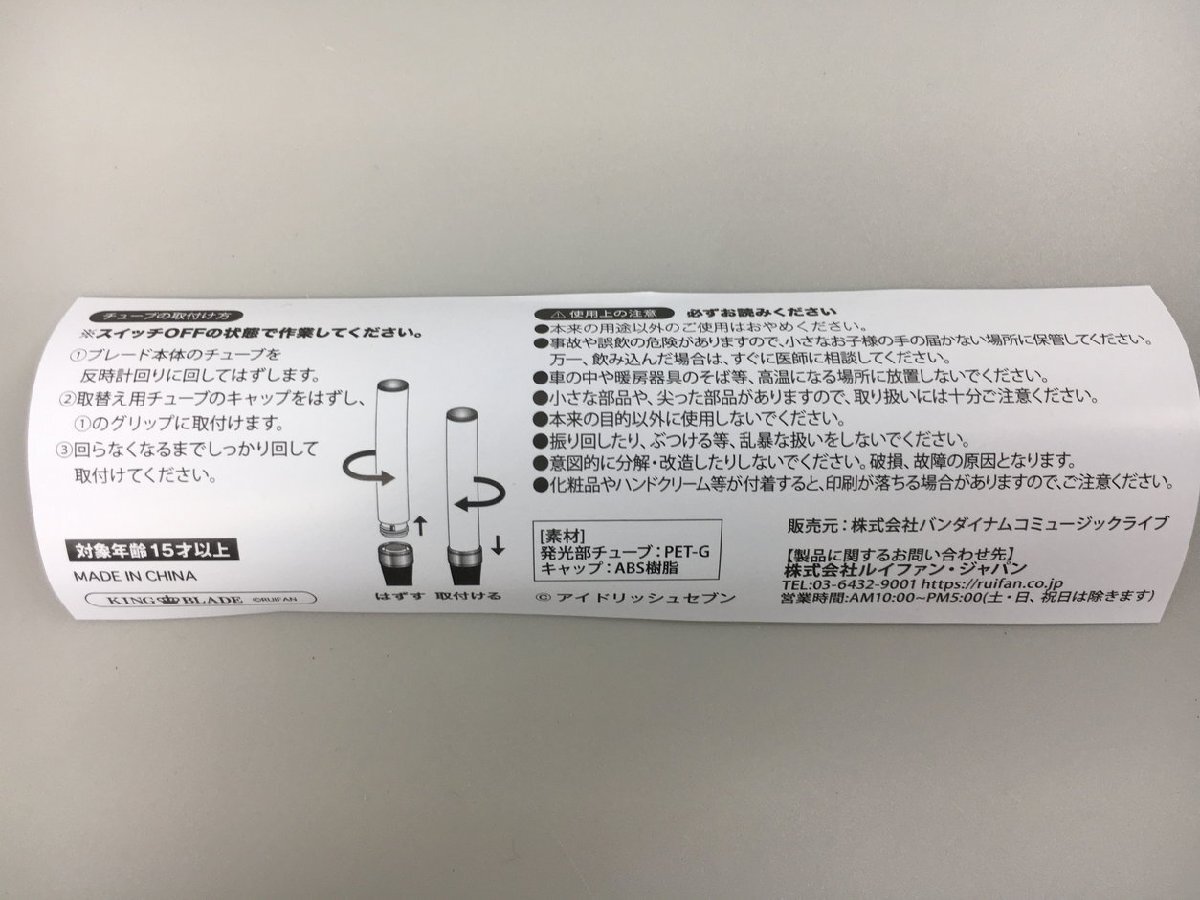 チューブの取付け方
※スイッチOFFの状態で作業してください。
①ブレード本体のチューブを
反時計回りに回してはずします。
②取替え用チューブのキャップをはずし、
①のグリップに取付けます。
③回らなくなるまでしっかり回して
取付けてください。
はずす 取付ける
対象年齢15才以上
MADE IN CHINA
KING BLADE ©RUIFAN
⚠使用上の注意 必ずお読みください
●本来の用途以外のご使用はおやめください。
●事故や誤飲の危険がありますので、小さなお子様の手の届かない場所に保管してください。
万一、飲み込んだ場合は、すぐに医師に相談してください。
●車の中や暖房器具のそば等、高温になる場所に放置しないでください。
●小さな部品や、尖った部品がありますので、取り扱いには十分ご注意ください。
●本来の目的以外に使用しないでください。
●振り回したり、ぶつける等、乱暴な扱いをしないでください。
●意図的に分解・改造したりしないでください。破損、故障の原因となります。
●化粧品やハンドクリーム等が付着すると、印刷が落ちる場合がありますので、ご注意ください。
[素材]
発光部チューブ：PET-G
キャップ：ABS樹脂
© アイドリッシュセブン
販売元：株式会社バンダイナムコミュージックライブ
【製品に関するお問い合わせ先】
株式会社ルイファン・ジャパン
TEL:03-6432-9001 https://ruifan.co.jp
営業時間:AM10:00~PM5:00(土・日、祝日は除きます)